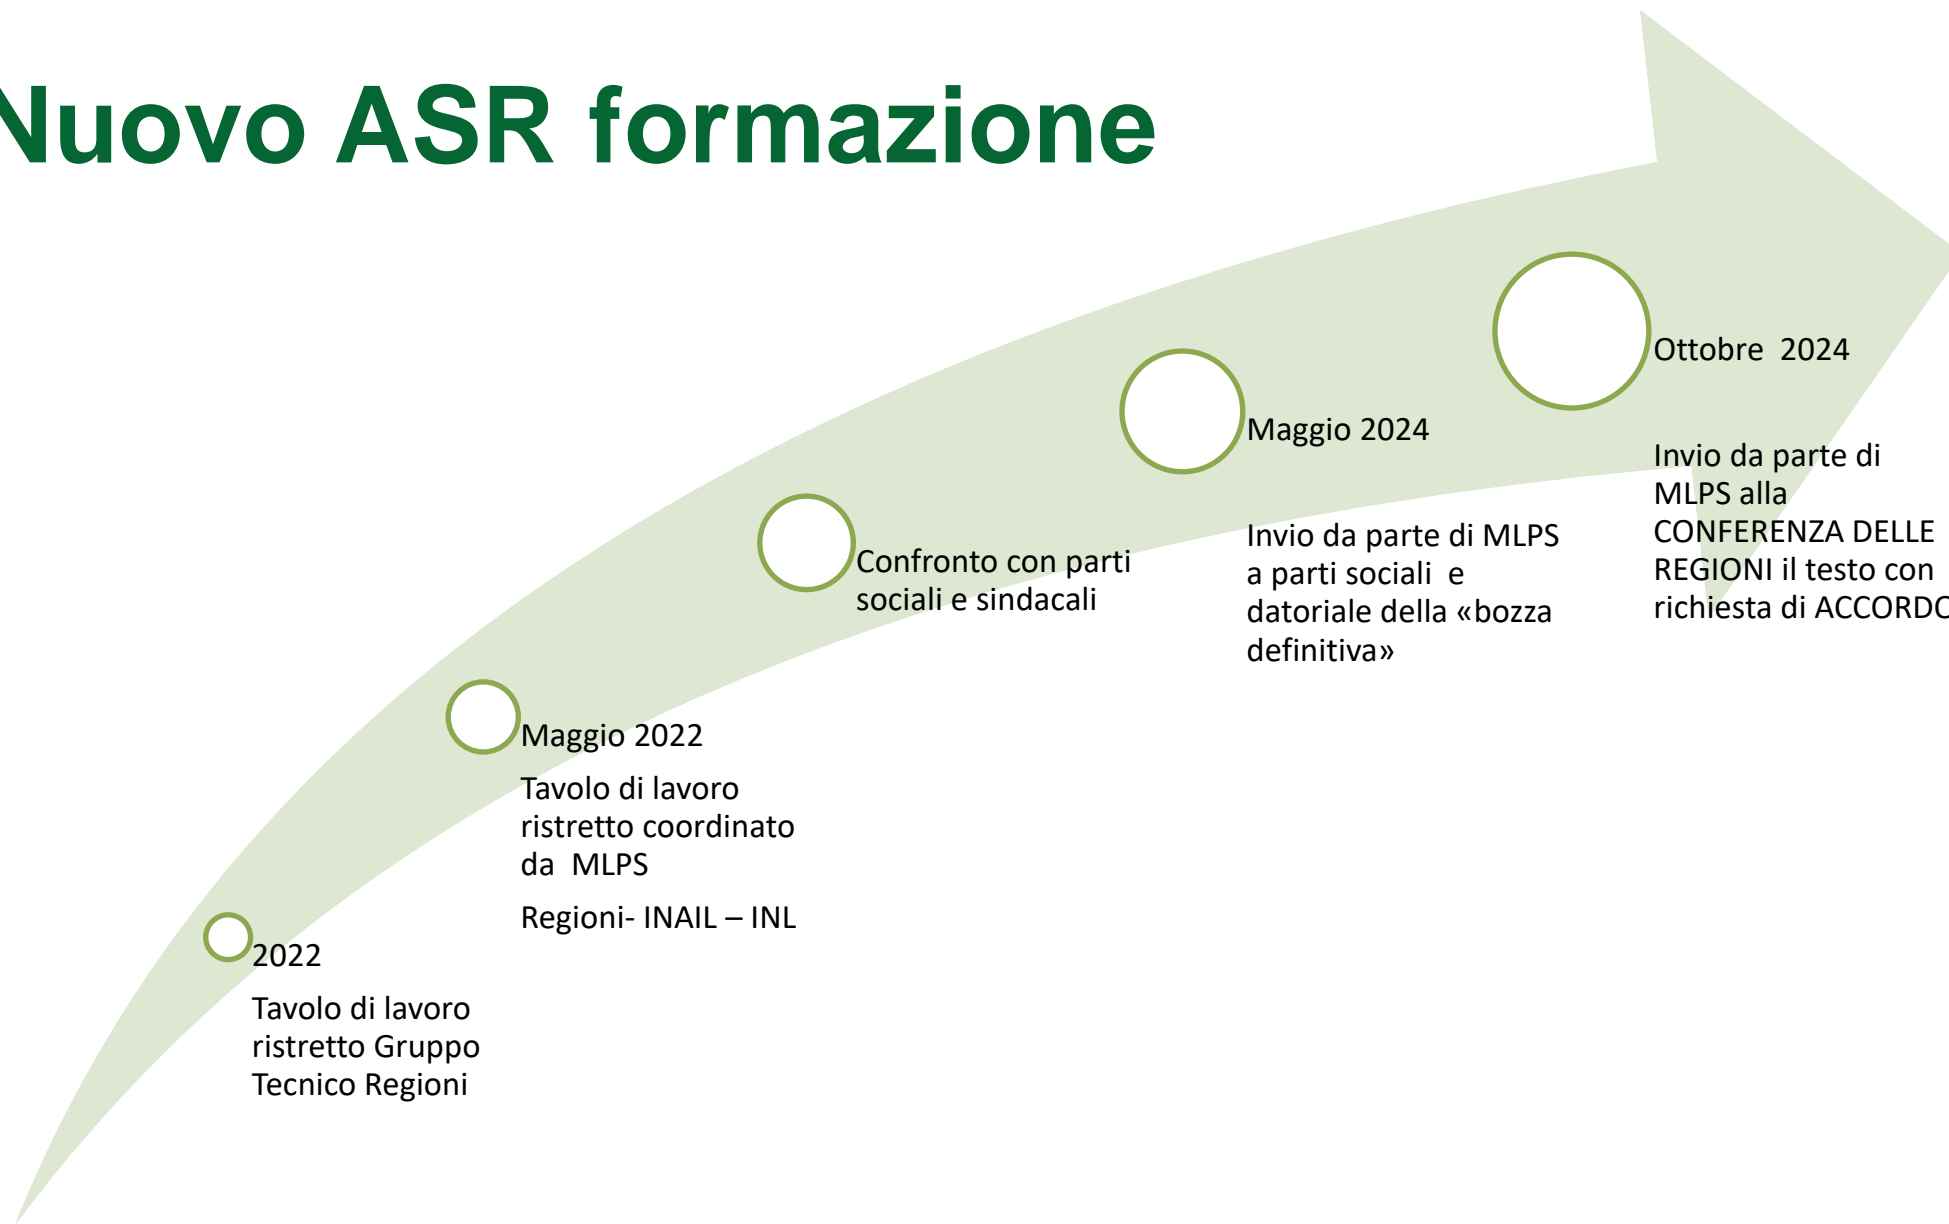 Nuovo ASR formazione
2022
Tavolo di lavoro
ristretto Gruppo
Tecnico Regioni
Maggio 2022
Tavolo di lavoro
ristretto coordinato
da  MLPS
Regioni- INAIL – INL
Confronto con parti
sociali e sindacali
Maggio 2024
Invio da parte di MLPS
a parti sociali  e
datoriale della «bozza
definitiva»
Ottobre  2024
Invio da parte di
MLPS alla
CONFERENZA DELLE
REGIONI il testo con
richiesta di ACCORDO